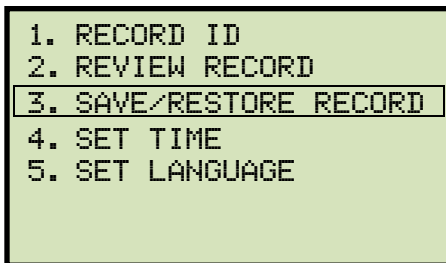 1. RECORD ID
2. REVIEW RECORD
3. SAVE/RESTORE RECORD
4. SET TIME
5. SET LANGUAGE